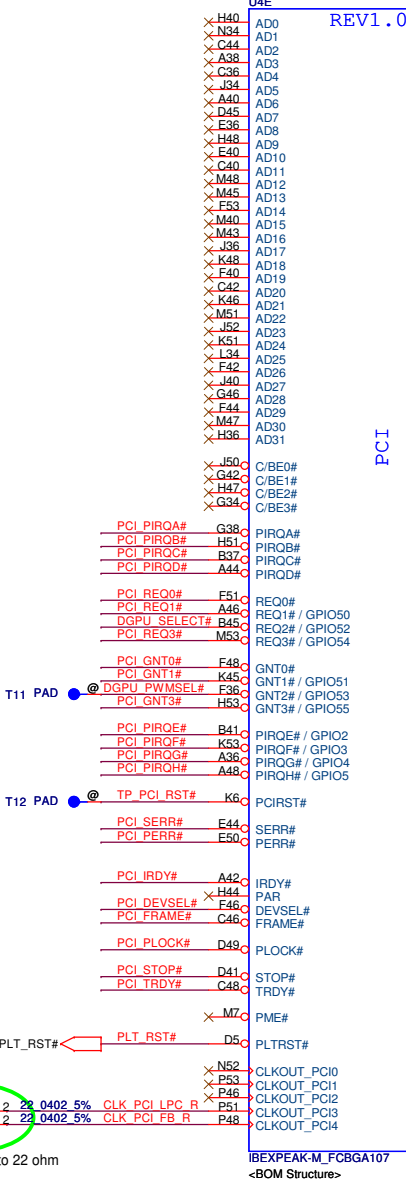 U4E
REV1.0
H40 AD0
N34 AD1
C44 AD2
A38 AD3
C36 AD4
J34 AD5
A40 AD6
D45 AD7
E36 AD8
H48 AD9
E40 AD10
C40 AD11
M48 AD12
M45 AD13
F53 AD14
M40 AD15
M43 AD16
J36 AD17
K48 AD18
F40 AD19
C42 AD20
K46 AD21
M51 AD22
J52 AD23
K51 AD24
L34 AD25
F42 AD26
J40 AD27
G46 AD28
F44 AD29
M47 AD30
H36 AD31
PCI
J50 C/BE0#
G42 C/BE1#
H47 C/BE2#
G34 C/BE3#
PCI_PIRQA# G38 PIRQA#
PCI_PIRQB# H51 PIRQB#
PCI_PIRQC# B37 PIRQC#
PCI_PIRQD# A44 PIRQD#
PCI_REQ0# F51 REQ0#
PCI_REQ1# A46 REQ1# / GPIO50
DGPU_SELECT# B45 REQ2# / GPIO52
PCI_REQ3# M53 REQ3# / GPIO54
PCI_GNT0# F48 GNT0#
PCI_GNT1# K45 GNT1# / GPIO51
T11 PAD @ DGPU_PWMSEL# F36 GNT2# / GPIO53
PCI_GNT3# H53 GNT3# / GPIO55
PCI_PIRQE# B41 PIRQE# / GPIO2
PCI_PIRQF# K53 PIRQF# / GPIO3
PCI_PIRQG# A36 PIRQG# / GPIO4
PCI_PIRQH# A48 PIRQH# / GPIO5
T12 PAD @ TP_PCI_RST# K6 PCIRST#
PCI_SERR# E44 SERR#
PCI_PERR# E50 PERR#
PCI_IRDY# A42 IRDY#
H44 PAR
PCI_DEVSEL# F46 DEVSEL#
PCI_FRAME# C46 FRAME#
PCI_PLOCK# D49 PLOCK#
PCI_STOP# D41 STOP#
PCI_TRDY# C48 TRDY#
M7 PME#
PLT_RST# PLT_RST# D5 PLTRST#
N52 CLKOUT_PCI0
P53 CLKOUT_PCI1
P46 CLKOUT_PCI2
2 22_0402_5% CLK_PCI_LPC_R P51 CLKOUT_PCI3
2 22_0402_5% CLK_PCI_FB_R P48 CLKOUT_PCI4
to 22 ohm
IBEXPEAK-M_FCBGA107
<BOM Structure>